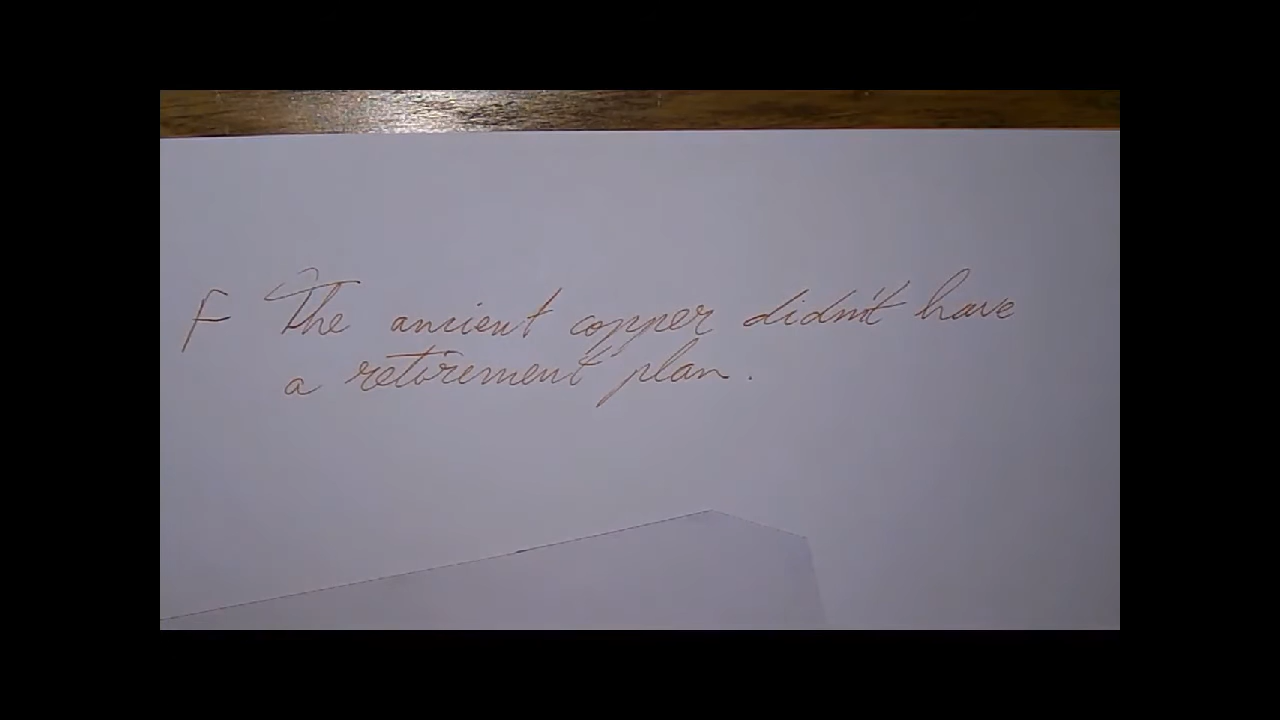 F The ancient copper didn't have
a retirement plan.